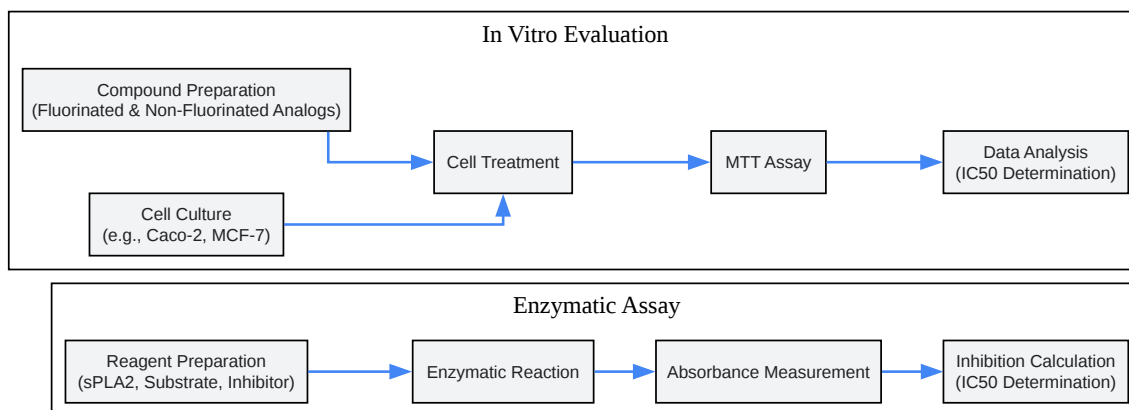 In Vitro Evaluation
Compound Preparation
(Fluorinated & Non-Fluorinated Analogs)
Cell Treatment
MTT Assay
Data Analysis
(IC50 Determination)
Cell Culture
(e.g., Caco-2, MCF-7)
Enzymatic Assay
Reagent Preparation
(sPLA2, Substrate, Inhibitor)
Enzymatic Reaction
Absorbance Measurement
Inhibition Calculation
(IC50 Determination)